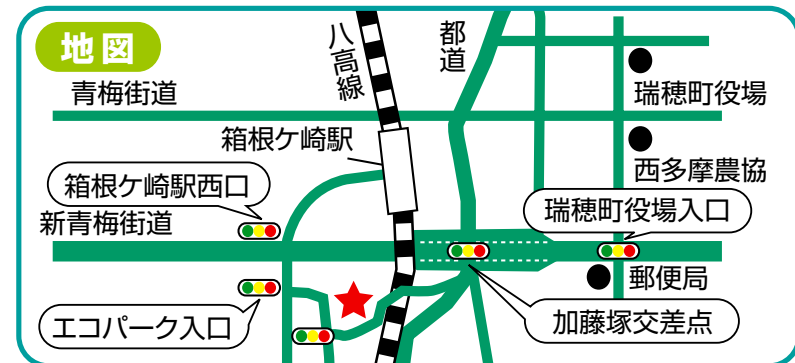 地図
八高線
都道
青梅街道
瑞穂町役場
箱根ケ崎駅
西多摩農協
箱根ケ崎駅西口
瑞穂町役場入口
新青梅街道
郵便局
エコパーク入口
加藤塚交差点